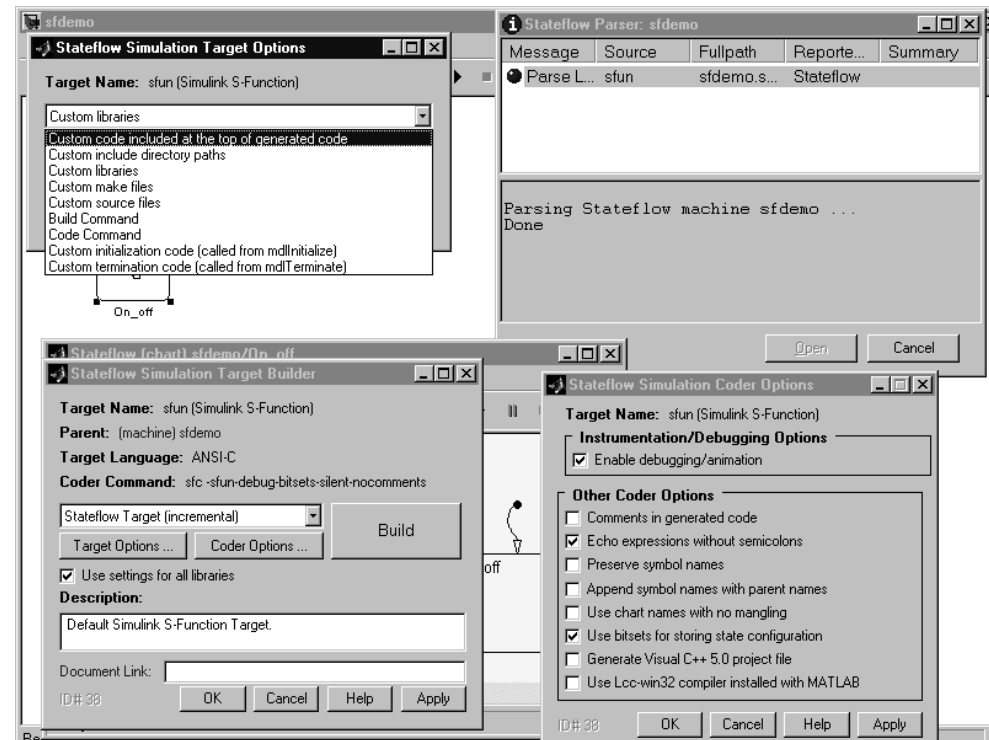 sfdemo
Stateflow Simulation Target Options
Target Name: sfun (Simulink S-Function)
Custom libraries
Custom code included at the top of generated code
Custom include directory paths
Custom libraries
Custom make files
Custom source files
Build Command
Code Command
Custom initialization code (called from mdlInitialize)
Custom termination code (called from mdlTerminate)
On_off
Stateflow Parser: sfdemo
Message Source Fullpath Reporte... Summary
Parse L... sfun sfdemo.s... Stateflow
Parsing Stateflow machine sfdemo ...
Done
Open Cancel
Stateflow (chart) sfdemo/On_off
Stateflow Simulation Target Builder
Target Name: sfun (Simulink S-Function)
Parent: (machine) sfdemo
Target Language: ANSI-C
Coder Command: sfc -sfun-debug-bitsets-silent-nocomments
Stateflow Target (incremental)
Build
Target Options ... Coder Options ...
Use settings for all libraries
Description:
Default Simulink S-Function Target.
Document Link:
ID# 38 OK Cancel Help Apply
off
Stateflow Simulation Coder Options
Target Name: sfun (Simulink S-Function)
Instrumentation/Debugging Options
Enable debugging/animation
Other Coder Options
Comments in generated code
Echo expressions without semicolons
Preserve symbol names
Append symbol names with parent names
Use chart names with no mangling
Use bitsets for storing state configuration
Generate Visual C++ 5.0 project file
Use Lcc-win32 compiler installed with MATLAB
ID# 38 OK Cancel Help Apply